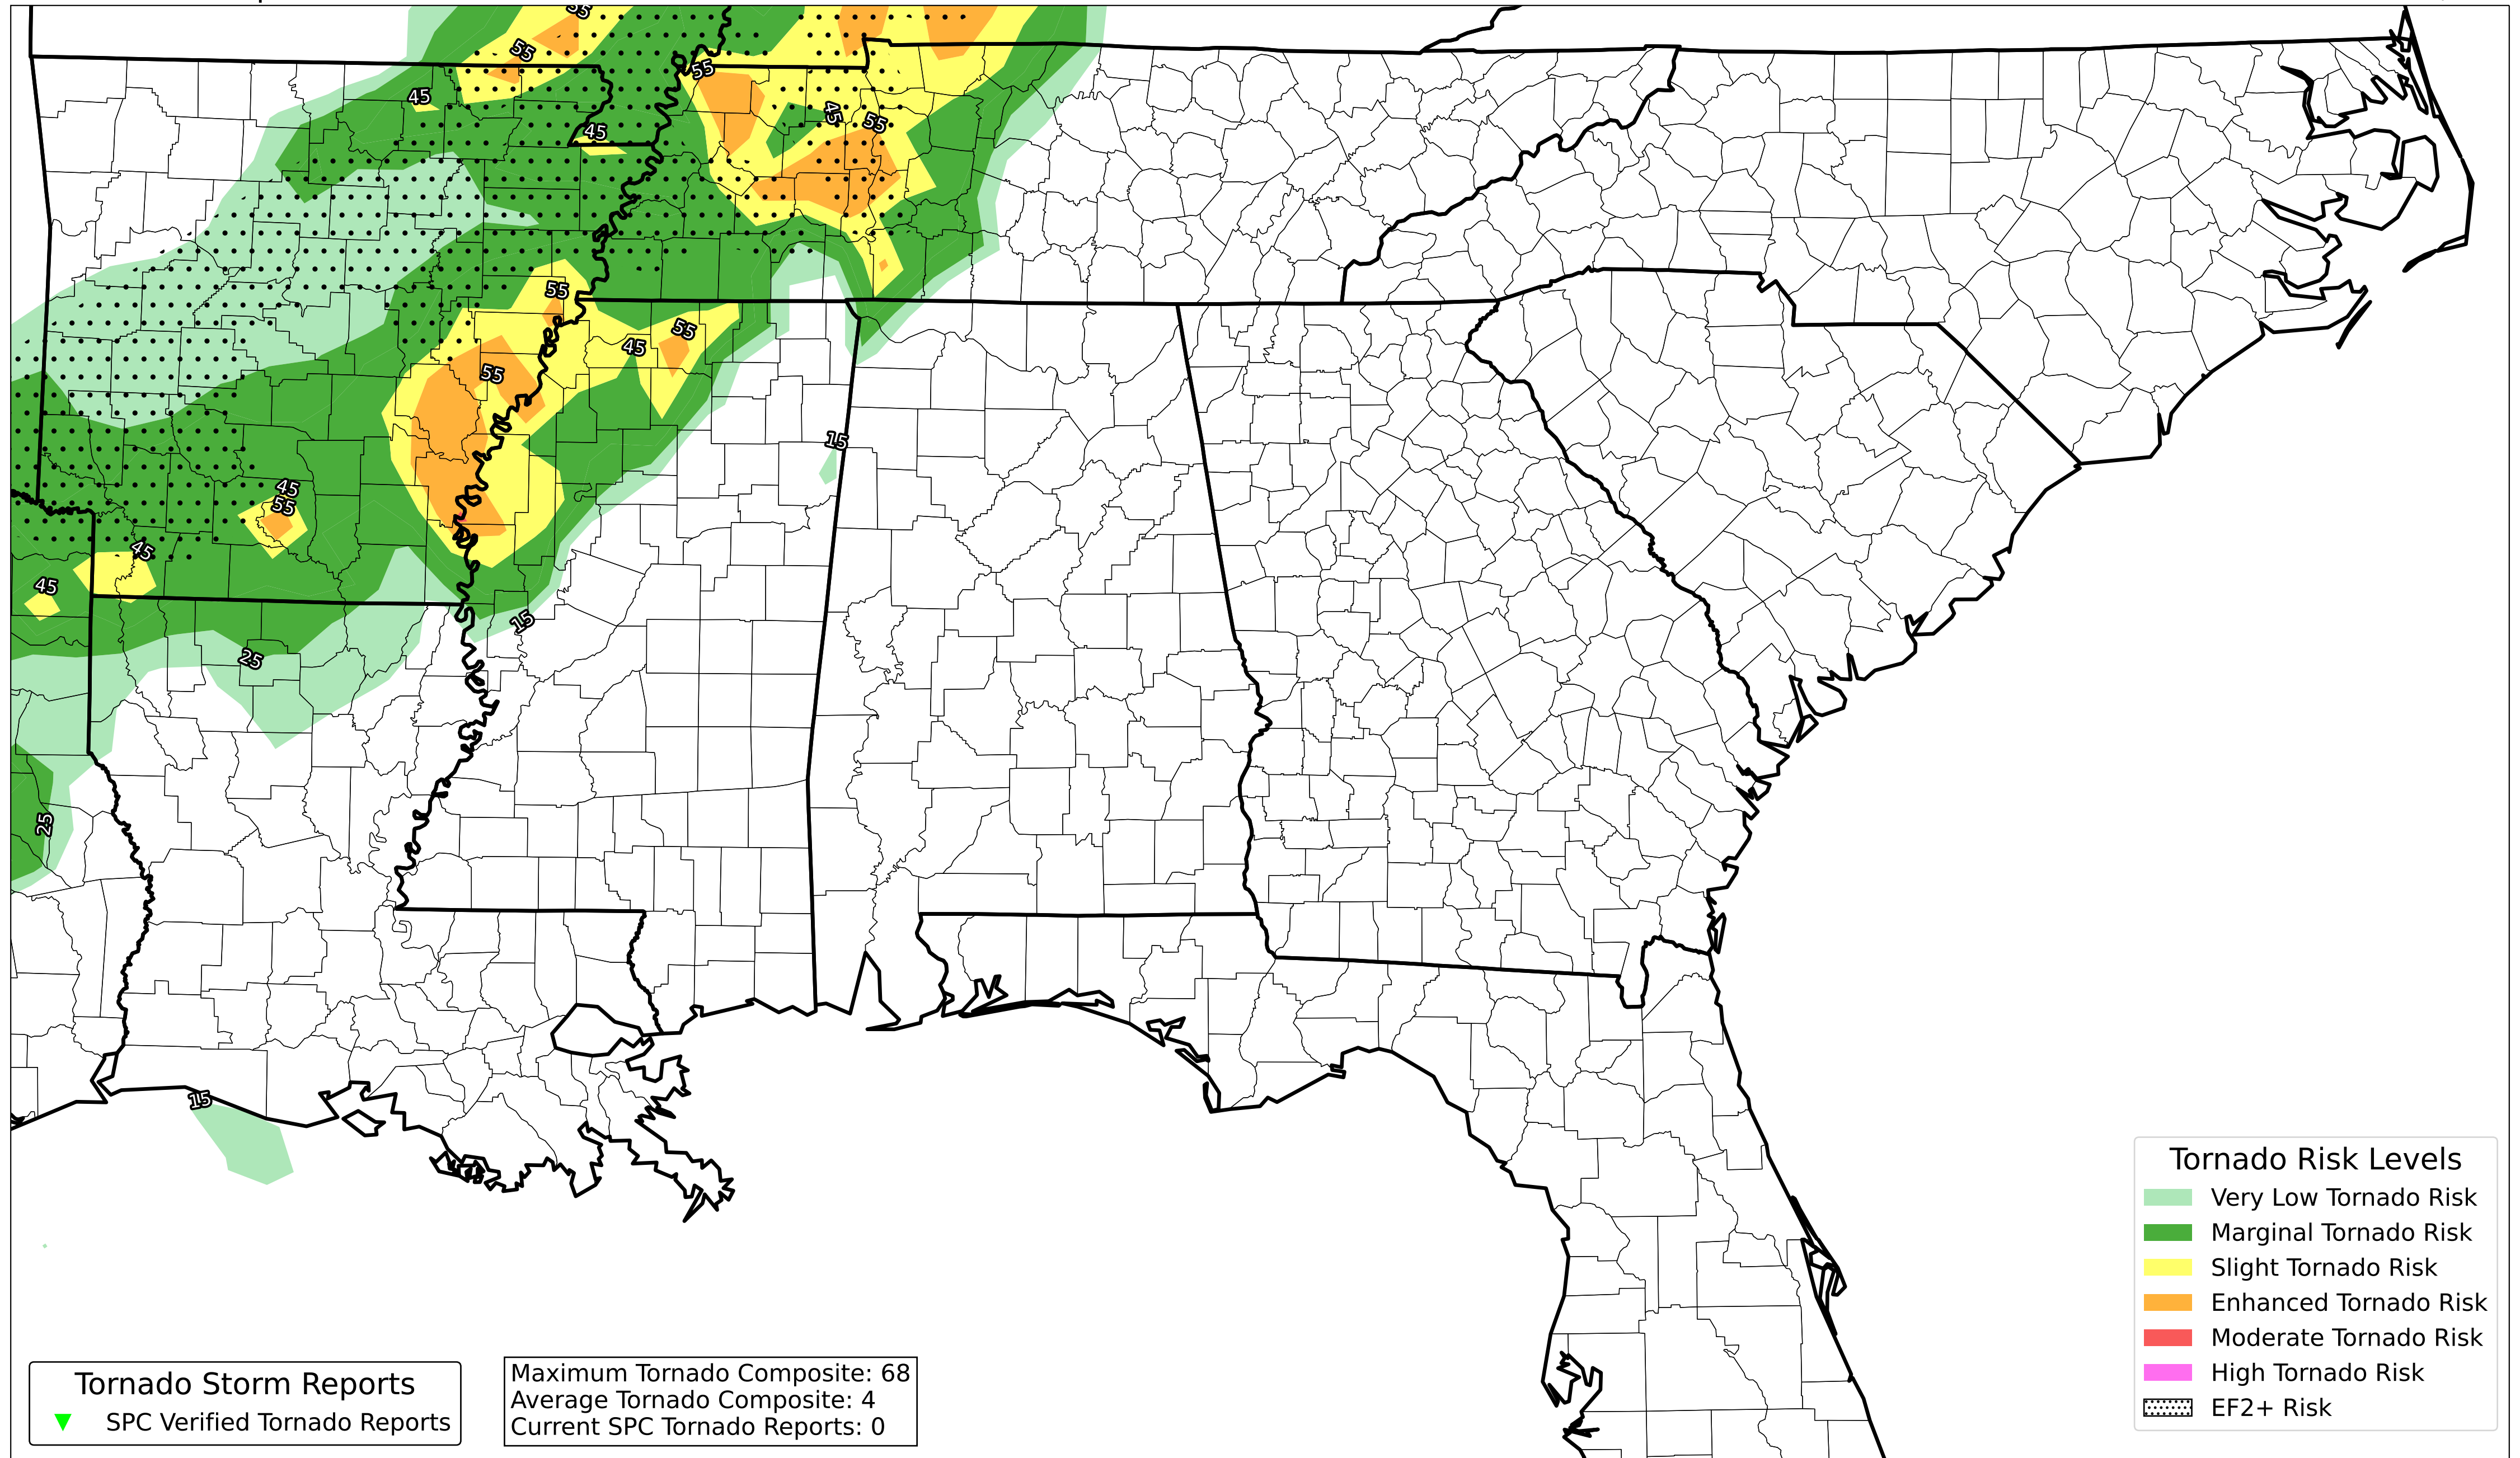 55
55
55
45
45
45
55
55
55
45
55
15
45
55
45
45
15
25
25
15
Tornado Risk Levels
Very Low Tornado Risk
Marginal Tornado Risk
Slight Tornado Risk
Enhanced Tornado Risk
Moderate Tornado Risk
High Tornado Risk
EF2+ Risk
Tornado Storm Reports
SPC Verified Tornado Reports
Maximum Tornado Composite: 68
Average Tornado Composite: 4
Current SPC Tornado Reports: 0